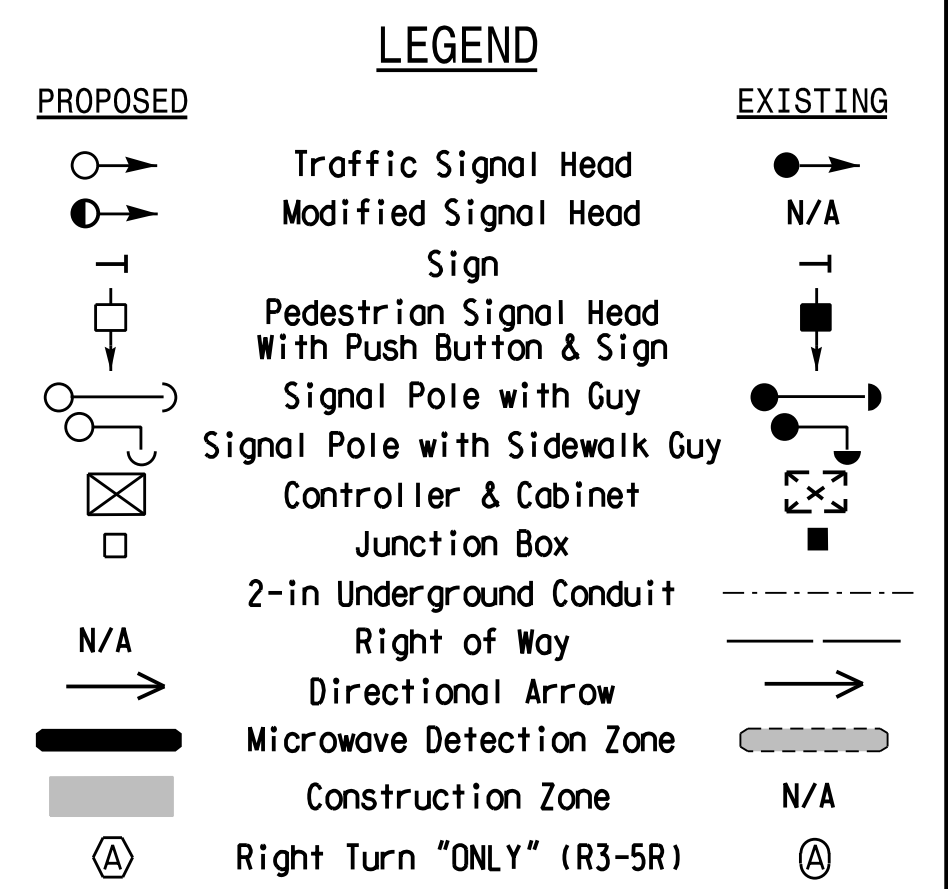 LEGEND
PROPOSED EXISTING
Traffic Signal Head
Modified Signal Head N/A
Sign
Pedestrian Signal Head
With Push Button & Sign
Signal Pole with Guy
Signal Pole with Sidewalk Guy
Controller & Cabinet
Junction Box
2-in Underground Conduit
N/A Right of Way
Directional Arrow
Microwave Detection Zone
Construction Zone N/A
A Right Turn "ONLY" (R3-5R) A